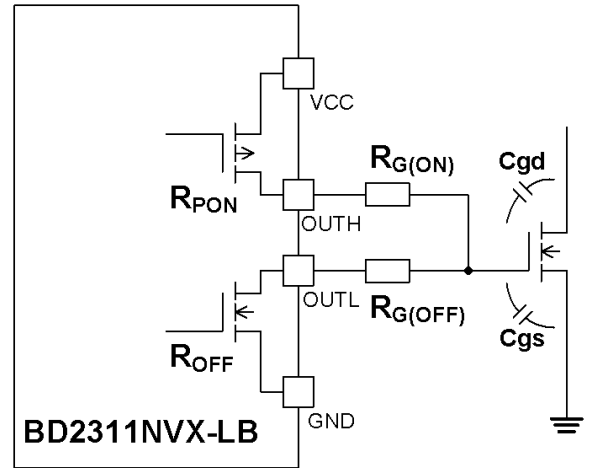 VCC
RPON
OUTH
RG(ON)
Cgd
OUTL
RG(OFF)
ROFF
Cgs
GND
BD2311NVX-LB